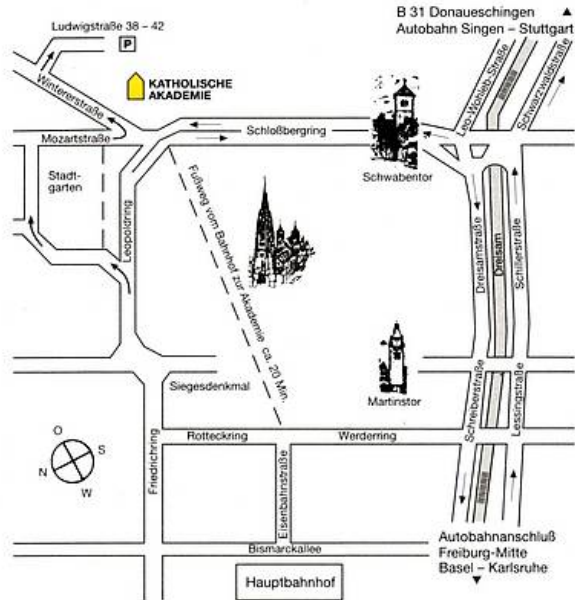 B 31 Donaueschingen
Autobahn Singen – Stuttgart
Ludwigstraße 38 – 42
P
KATHOLISCHE
AKADEMIE
Wintererstraße
Mozartstraße
Schloßbergring
Leo-Wohleb-Straße
Schwarzwaldstraße
Schwabentor
Stadt-
garten
Leopoldring
Fußweg vom Bahnhof zur Akademie ca. 20 Min.
Dreisamstraße
Dreisam
Schillerstraße
Siegesdenkmal
Martinstor
Schreiberstraße
Lessingstraße
Rotteckring
Werderring
Friedrichring
Eisenbahnstraße
O
S
N
W
Bismarckallee
Hauptbahnhof
Autobahnanschluß
Freiburg-Mitte
Basel – Karlsruhe